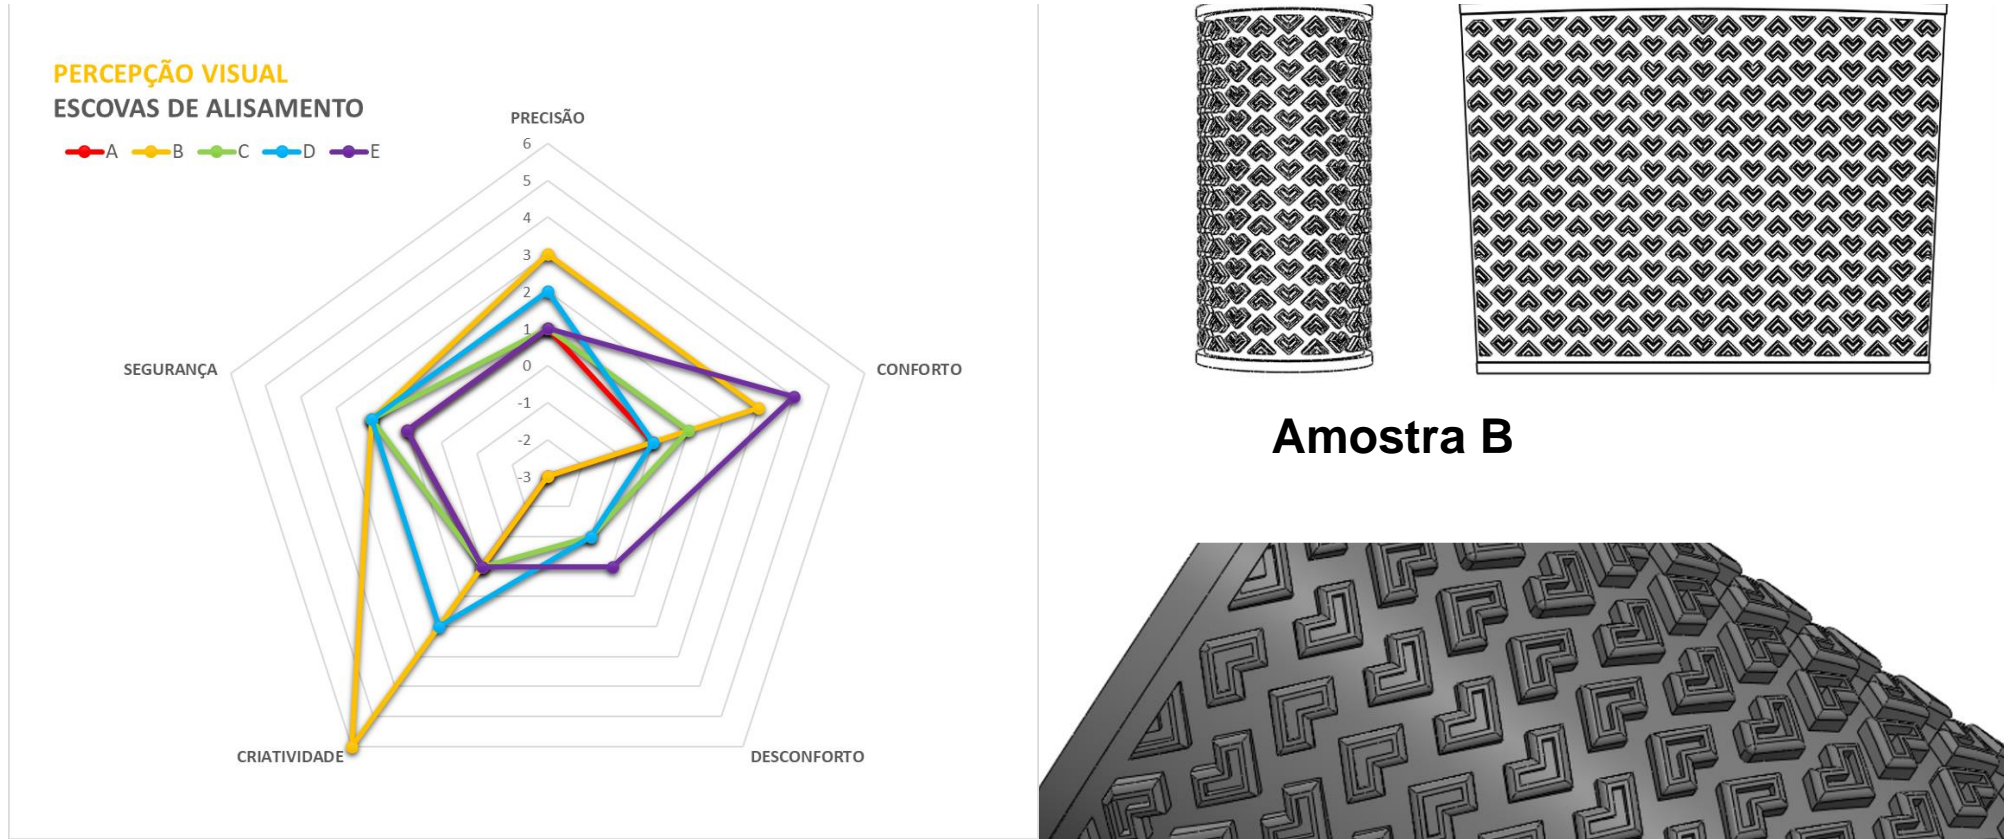 PERCEPÇÃO VISUAL
ESCOVAS DE ALISAMENTO
A B C D E
PRECISÃO
6
5
4
3
2
1
0
-1
-2
-3
SEGURANÇA
CONFORTO
CRIATIVIDADE
DESCONFORTO
Amostra B